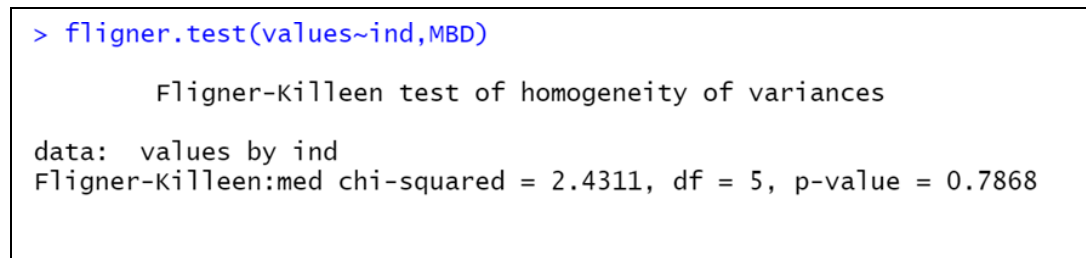 > fligner.test(values~ind,MBD)
Fligner-Killeen test of homogeneity of variances
data:  values by ind
Fligner-Killeen:med chi-squared = 2.4311, df = 5, p-value = 0.7868